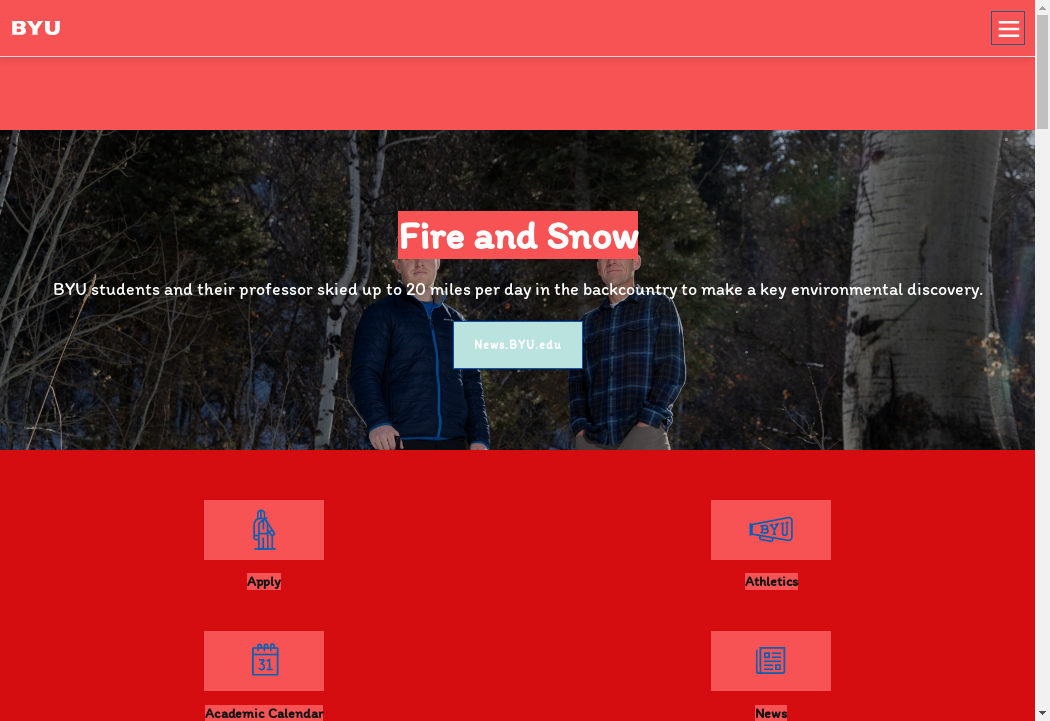 BYU
Fire and Snow
BYU students and their professor skied up to 20 miles per day in the backcountry to make a key environmental discovery.
News.BYU.edu
BYU
Apply
Athletics
31
Academic Calendar
News